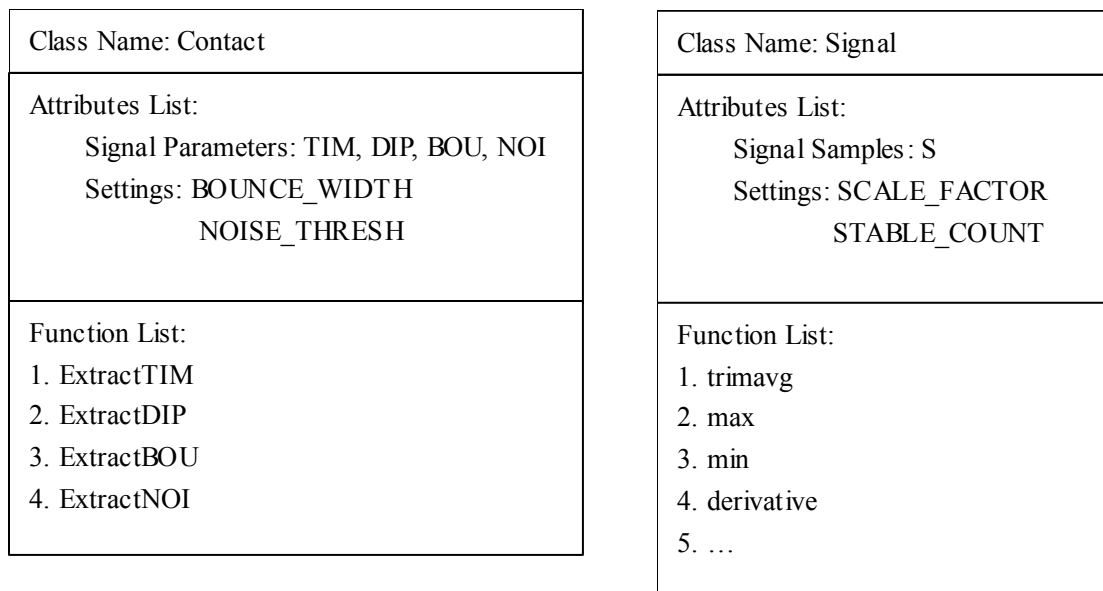 Class Name: Contact
Attributes List:
Signal Parameters: TIM, DIP, BOU, NOI
Settings: BOUNCE_WIDTH
NOISE_THRESH
Function List:
1. ExtractTIM
2. ExtractDIP
3. ExtractBOU
4. ExtractNOI
Class Name: Signal
Attributes List:
Signal Samples: S
Settings: SCALE_FACTOR
STABLE_COUNT
Function List:
1. trimavg
2. max
3. min
4. derivative
5. …